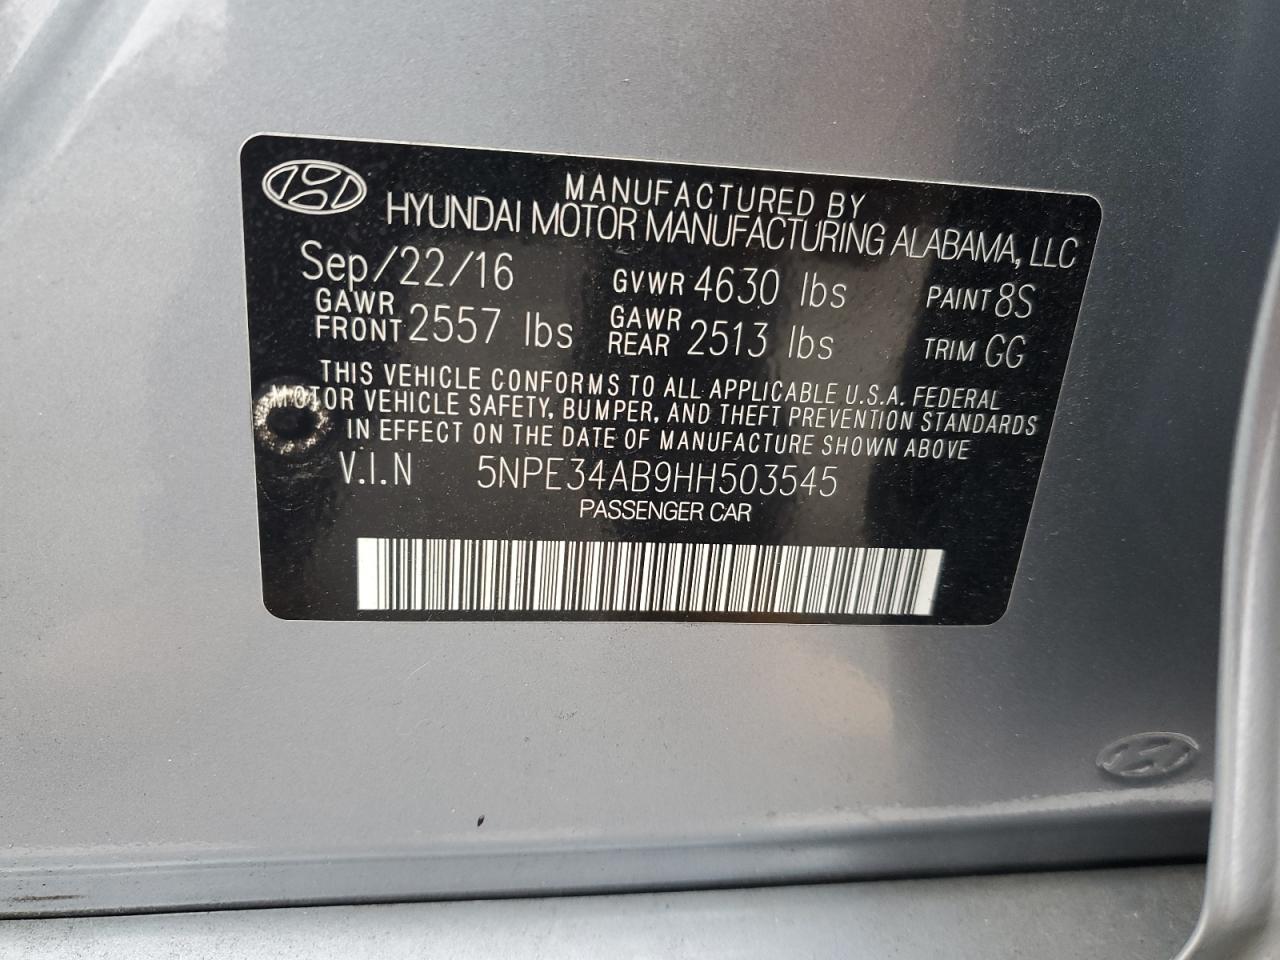 MANUFACTURED BY
HYUNDAI MOTOR MANUFACTURING ALABAMA, LLC
Sep/22/16 GVWR 4630 lbs PAINT 8S
GAWR FRONT 2557 lbs GAWR REAR 2513 lbs TRIM GG
THIS VEHICLE CONFORMS TO ALL APPLICABLE U.S.A. FEDERAL
MOTOR VEHICLE SAFETY, BUMPER, AND THEFT PREVENTION STANDARDS
IN EFFECT ON THE DATE OF MANUFACTURE SHOWN ABOVE
V.I.N 5NPE34AB9HH503545
PASSENGER CAR